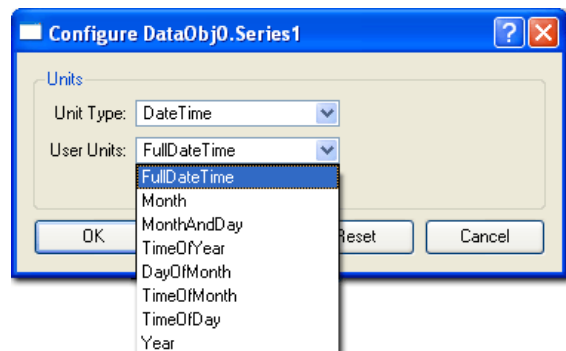 Configure DataObj0.Series1
Units
Unit Type: DateTime
User Units: FullDateTime
FullDateTime
Month
MonthAndDay
TimeOfYear
DayOfMonth
TimeOfMonth
TimeOfDay
Year
OK Reset Cancel